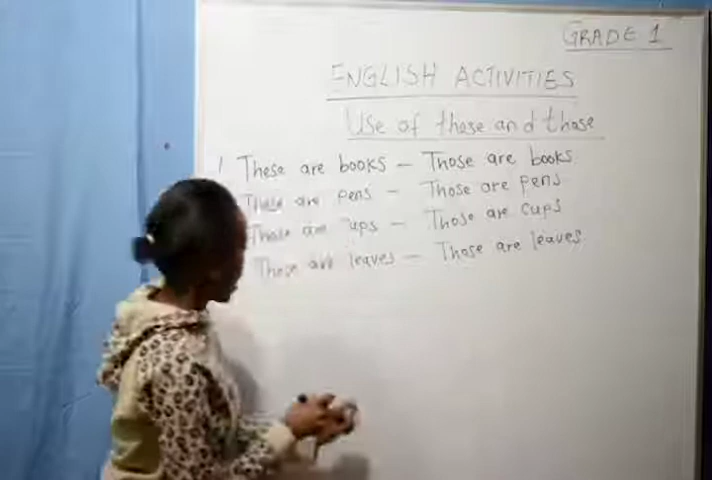 GRADE 1
ENGLISH ACTIVITIES
Use of these and those
1 These are books – Those are books
These are pens – Those are pens
These are cups – Those are cups
These are leaves – Those are leaves